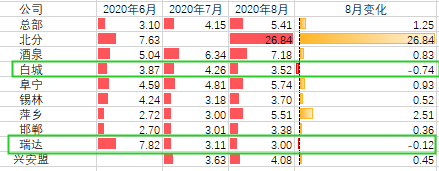 公司 2020年6月 2020年7月 2020年8月 8月变化
总部 3.10 4.15 5.41 1.25
北分 7.63 26.84 26.84
酒泉 5.04 6.34 7.18 0.83
白城 3.87 4.26 3.52 -0.74
阜宁 4.59 4.81 5.74 0.93
锡林 4.24 3.18 3.70 0.52
萍乡 2.72 3.00 5.51 2.51
邯郸 2.70 3.01 3.38 0.36
瑞达 7.82 3.11 3.00 -0.12
兴安盟 3.63 4.08 0.45